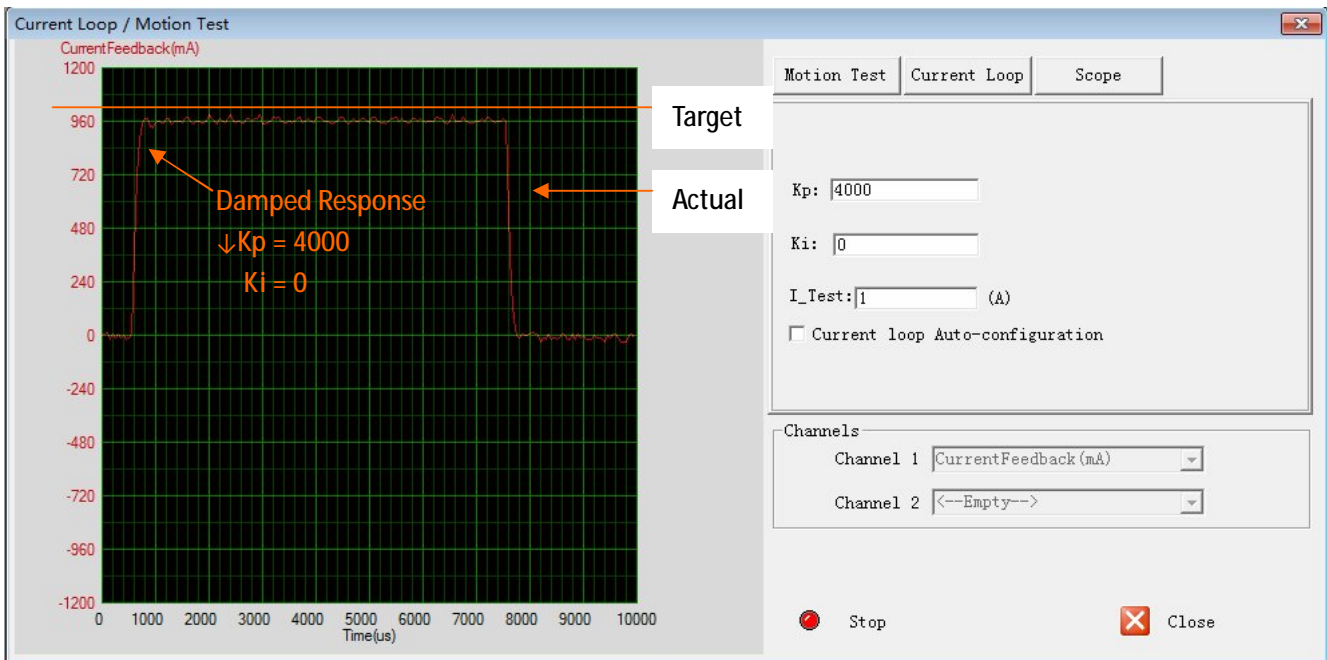 Current Loop / Motion Test
CurrentFeedback(mA)
1200
960
720
480
240
0
-240
-480
-720
-960
-1200
0 1000 2000 3000 4000 5000 6000 7000 8000 9000 10000
Time(us)
Damped Response
↓Kp = 4000
Ki = 0
Target
Actual
Motion Test Current Loop Scope
Kp: 4000
Ki: 0
I_Test: 1 (A)
Current loop Auto-configuration
Channels
Channel 1 CurrentFeedback(mA)
Channel 2 <--Empty-->
Stop Close